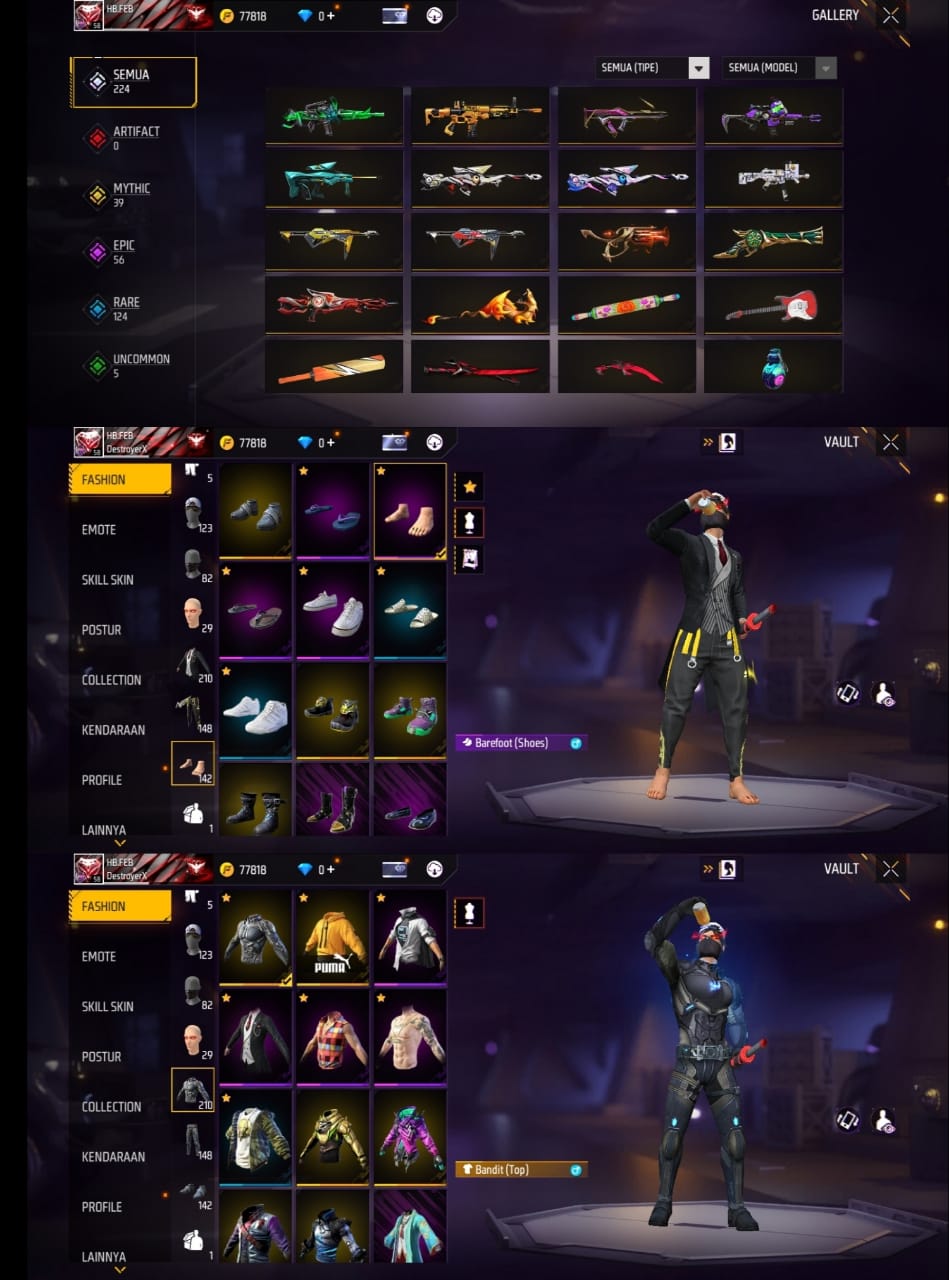 HB.FEB
58
77818
0 +
GALLERY
SEMUA
224
ARTIFACT
0
MYTHIC
39
EPIC
56
RARE
124
UNCOMMON
5
SEMUA (TIPE)
SEMUA (MODEL)
HB.FEB
DestroyerX
58
77818
0 +
VAULT
FASHION
EMOTE
SKILL SKIN
POSTUR
COLLECTION
KENDARAAN
PROFILE
LAINNYA
5
123
82
29
210
148
142
1
Barefoot (Shoes)
HB.FEB
DestroyerX
58
77818
0 +
VAULT
FASHION
EMOTE
SKILL SKIN
POSTUR
COLLECTION
KENDARAAN
PROFILE
LAINNYA
5
123
82
29
210
148
142
1
PUMA
Bandit (Top)